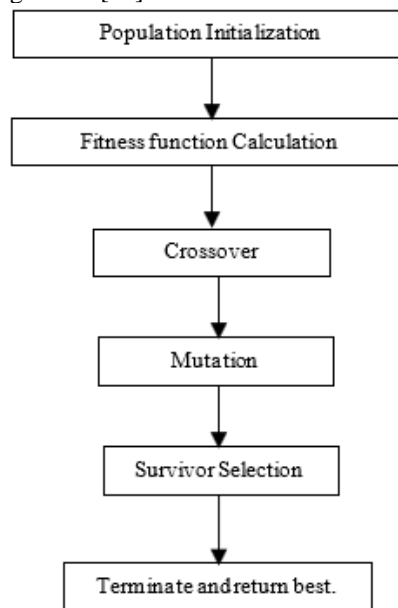 Population Initialization
Fitness function Calculation
Crossover
Mutation
Survivor Selection
Terminate and return best.